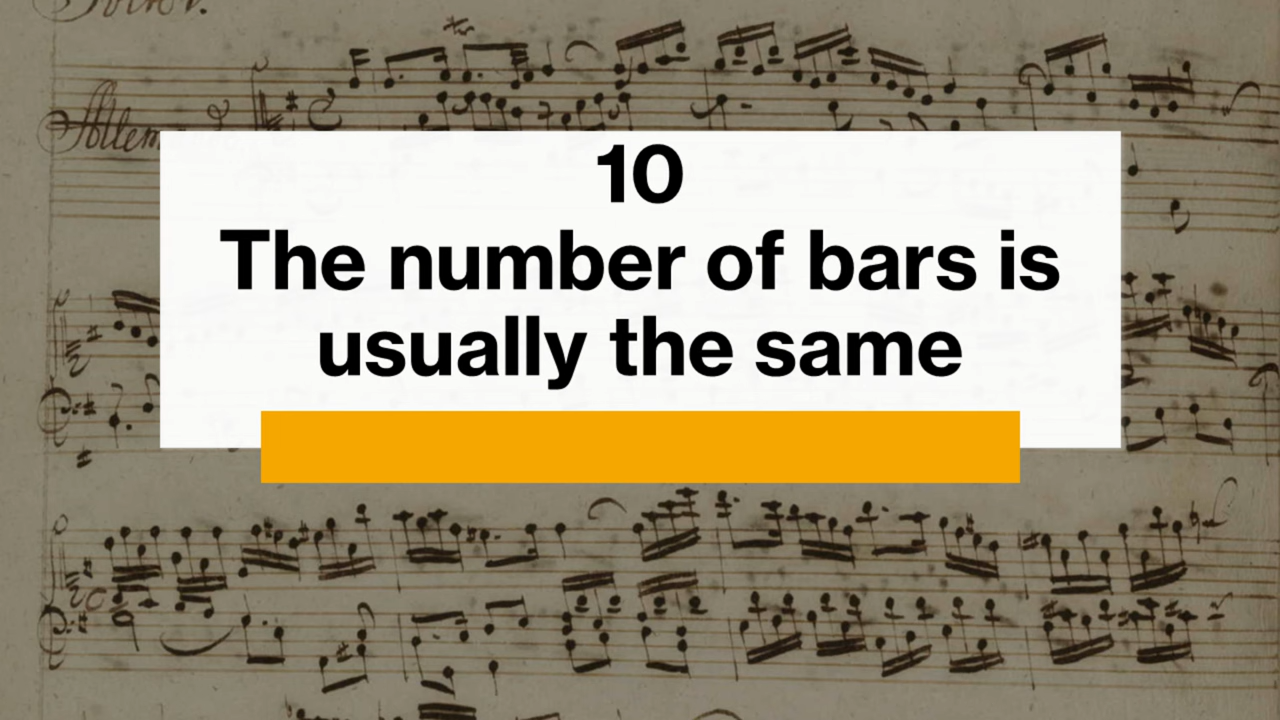 10
The number of bars is
usually the same